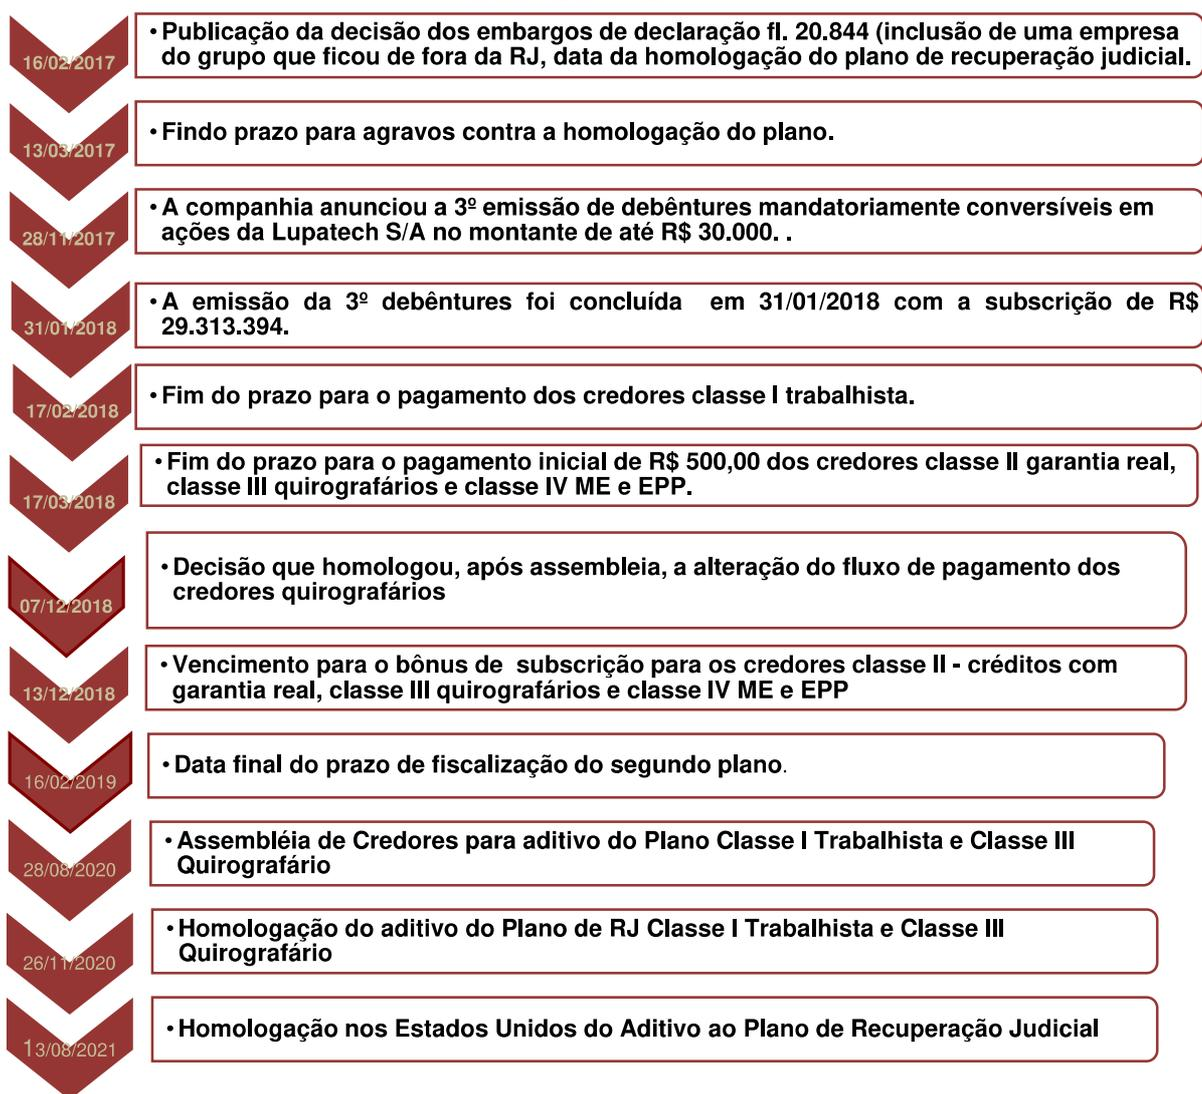 16/02/2017
• Publicação da decisão dos embargos de declaração fl. 20.844 (inclusão de uma empresa
do grupo que ficou de fora da RJ, data da homologação do plano de recuperação judicial.
13/03/2017
• Findo prazo para agravos contra a homologação do plano.
28/11/2017
• A companhia anunciou a 3º emissão de debêntures mandatoriamente conversíveis em
ações da Lupatech S/A no montante de até R$ 30.000. .
31/01/2018
• A emissão da 3º debêntures foi concluída em 31/01/2018 com a subscrição de R$
29.313.394.
17/02/2018
• Fim do prazo para o pagamento dos credores classe I trabalhista.
17/03/2018
• Fim do prazo para o pagamento inicial de R$ 500,00 dos credores classe II garantia real,
classe III quirografários e classe IV ME e EPP.
07/12/2018
• Decisão que homologou, após assembleia, a alteração do fluxo de pagamento dos
credores quirografários
13/12/2018
• Vencimento para o bônus de subscrição para os credores classe II - créditos com
garantia real, classe III quirografários e classe IV ME e EPP
16/02/2019
• Data final do prazo de fiscalização do segundo plano.
28/08/2020
• Assembléia de Credores para aditivo do Plano Classe I Trabalhista e Classe III
Quirografário
26/11/2020
• Homologação do aditivo do Plano de RJ Classe I Trabalhista e Classe III
Quirografário
13/08/2021
• Homologação nos Estados Unidos do Aditivo ao Plano de Recuperação Judicial